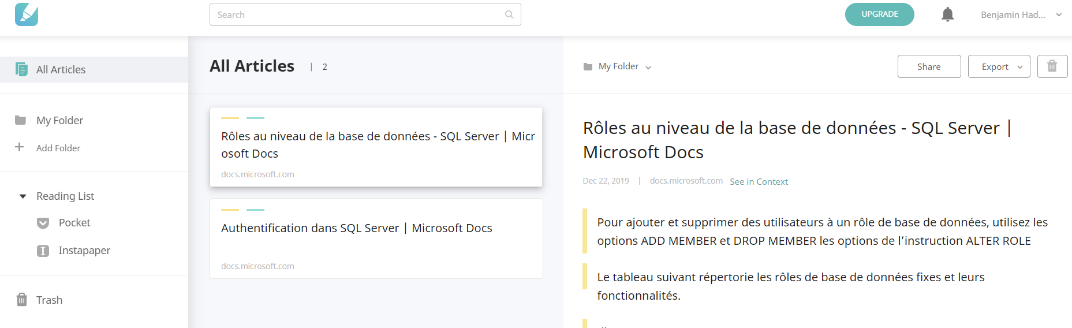 Search
UPGRADE
Benjamin Had...
All Articles
My Folder
Add Folder
Reading List
Pocket
Instapaper
Trash
All Articles | 2
Rôles au niveau de la base de données - SQL Server | Micr
osoft Docs
docs.microsoft.com
Authentification dans SQL Server | Microsoft Docs
docs.microsoft.com
My Folder
Share
Export
Rôles au niveau de la base de données - SQL Server |
Microsoft Docs
Dec 22, 2019 | docs.microsoft.com See in Context
Pour ajouter et supprimer des utilisateurs à un rôle de base de données, utilisez les
options ADD MEMBER et DROP MEMBER les options de l'instruction ALTER ROLE
Le tableau suivant répertorie les rôles de base de données fixes et leurs
fonctionnalités.